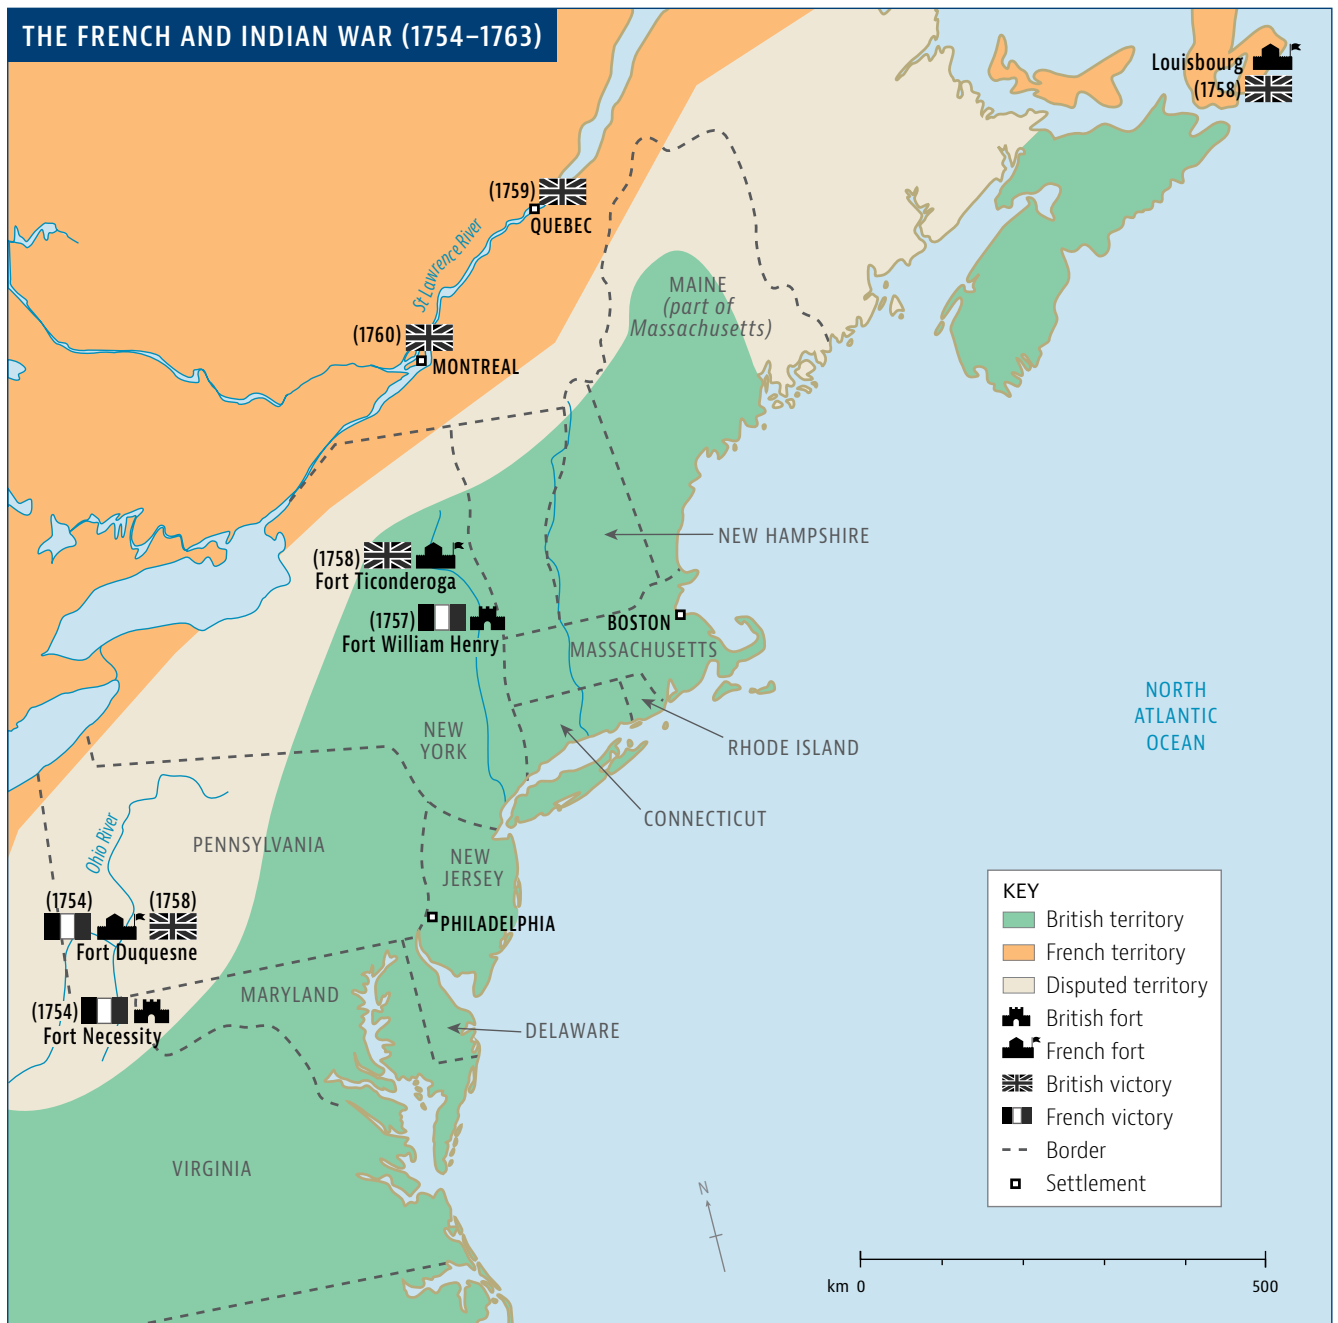 THE FRENCH AND INDIAN WAR (1754–1763)
Louisbourg
(1758)
(1759)
QUEBEC
St Lawrence River
MAINE
(part of
Massachusetts)
(1760)
MONTREAL
NEW HAMPSHIRE
(1758)
Fort Ticonderoga
(1757)
Fort William Henry
BOSTON
MASSACHUSETTS
NORTH
ATLANTIC
OCEAN
NEW
YORK
RHODE ISLAND
CONNECTICUT
PENNSYLVANIA
Ohio River
NEW
JERSEY
(1754)
(1758)
Fort Duquesne
PHILADELPHIA
MARYLAND
(1754)
Fort Necessity
DELAWARE
VIRGINIA
KEY
British territory
French territory
Disputed territory
British fort
French fort
British victory
French victory
Border
Settlement
N
km 0
500